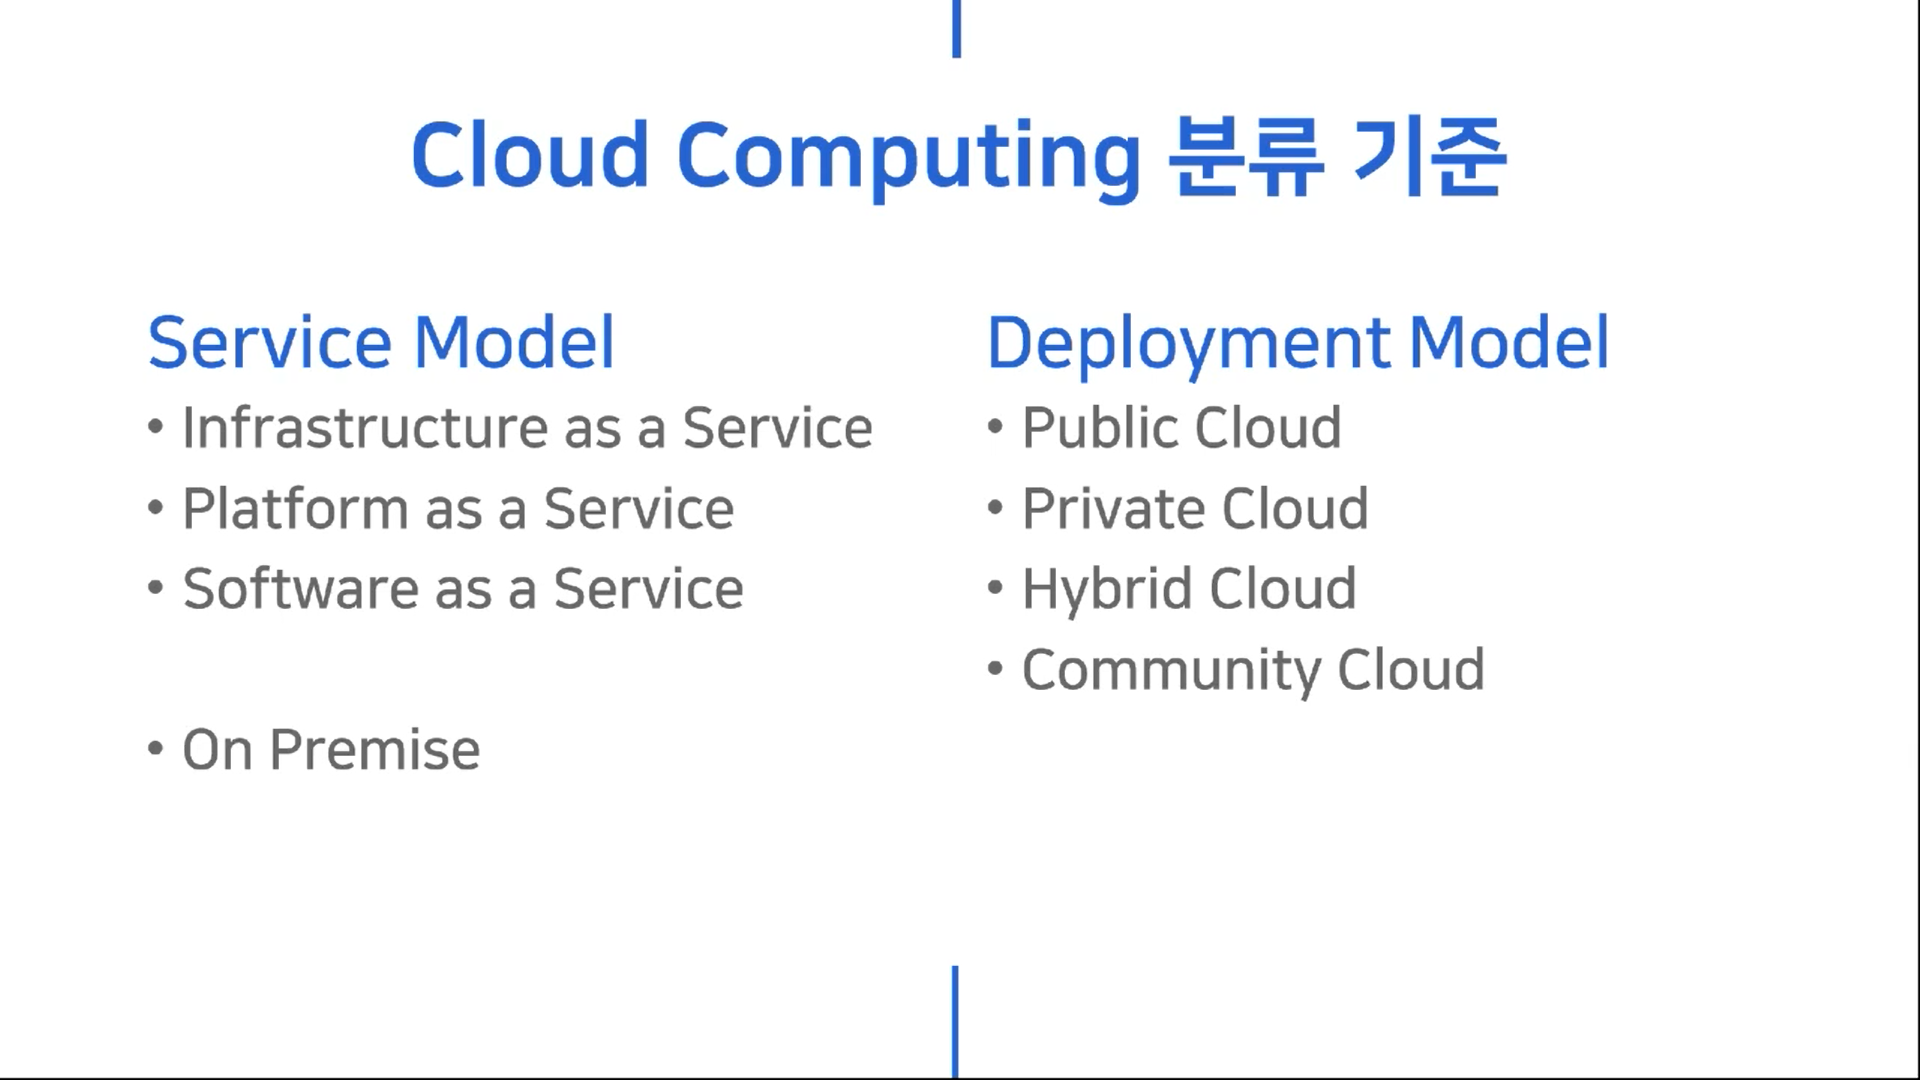 Cloud Computing 분류 기준
Service Model
• Infrastructure as a Service
• Platform as a Service
• Software as a Service
• On Premise
Deployment Model
• Public Cloud
• Private Cloud
• Hybrid Cloud
• Community Cloud